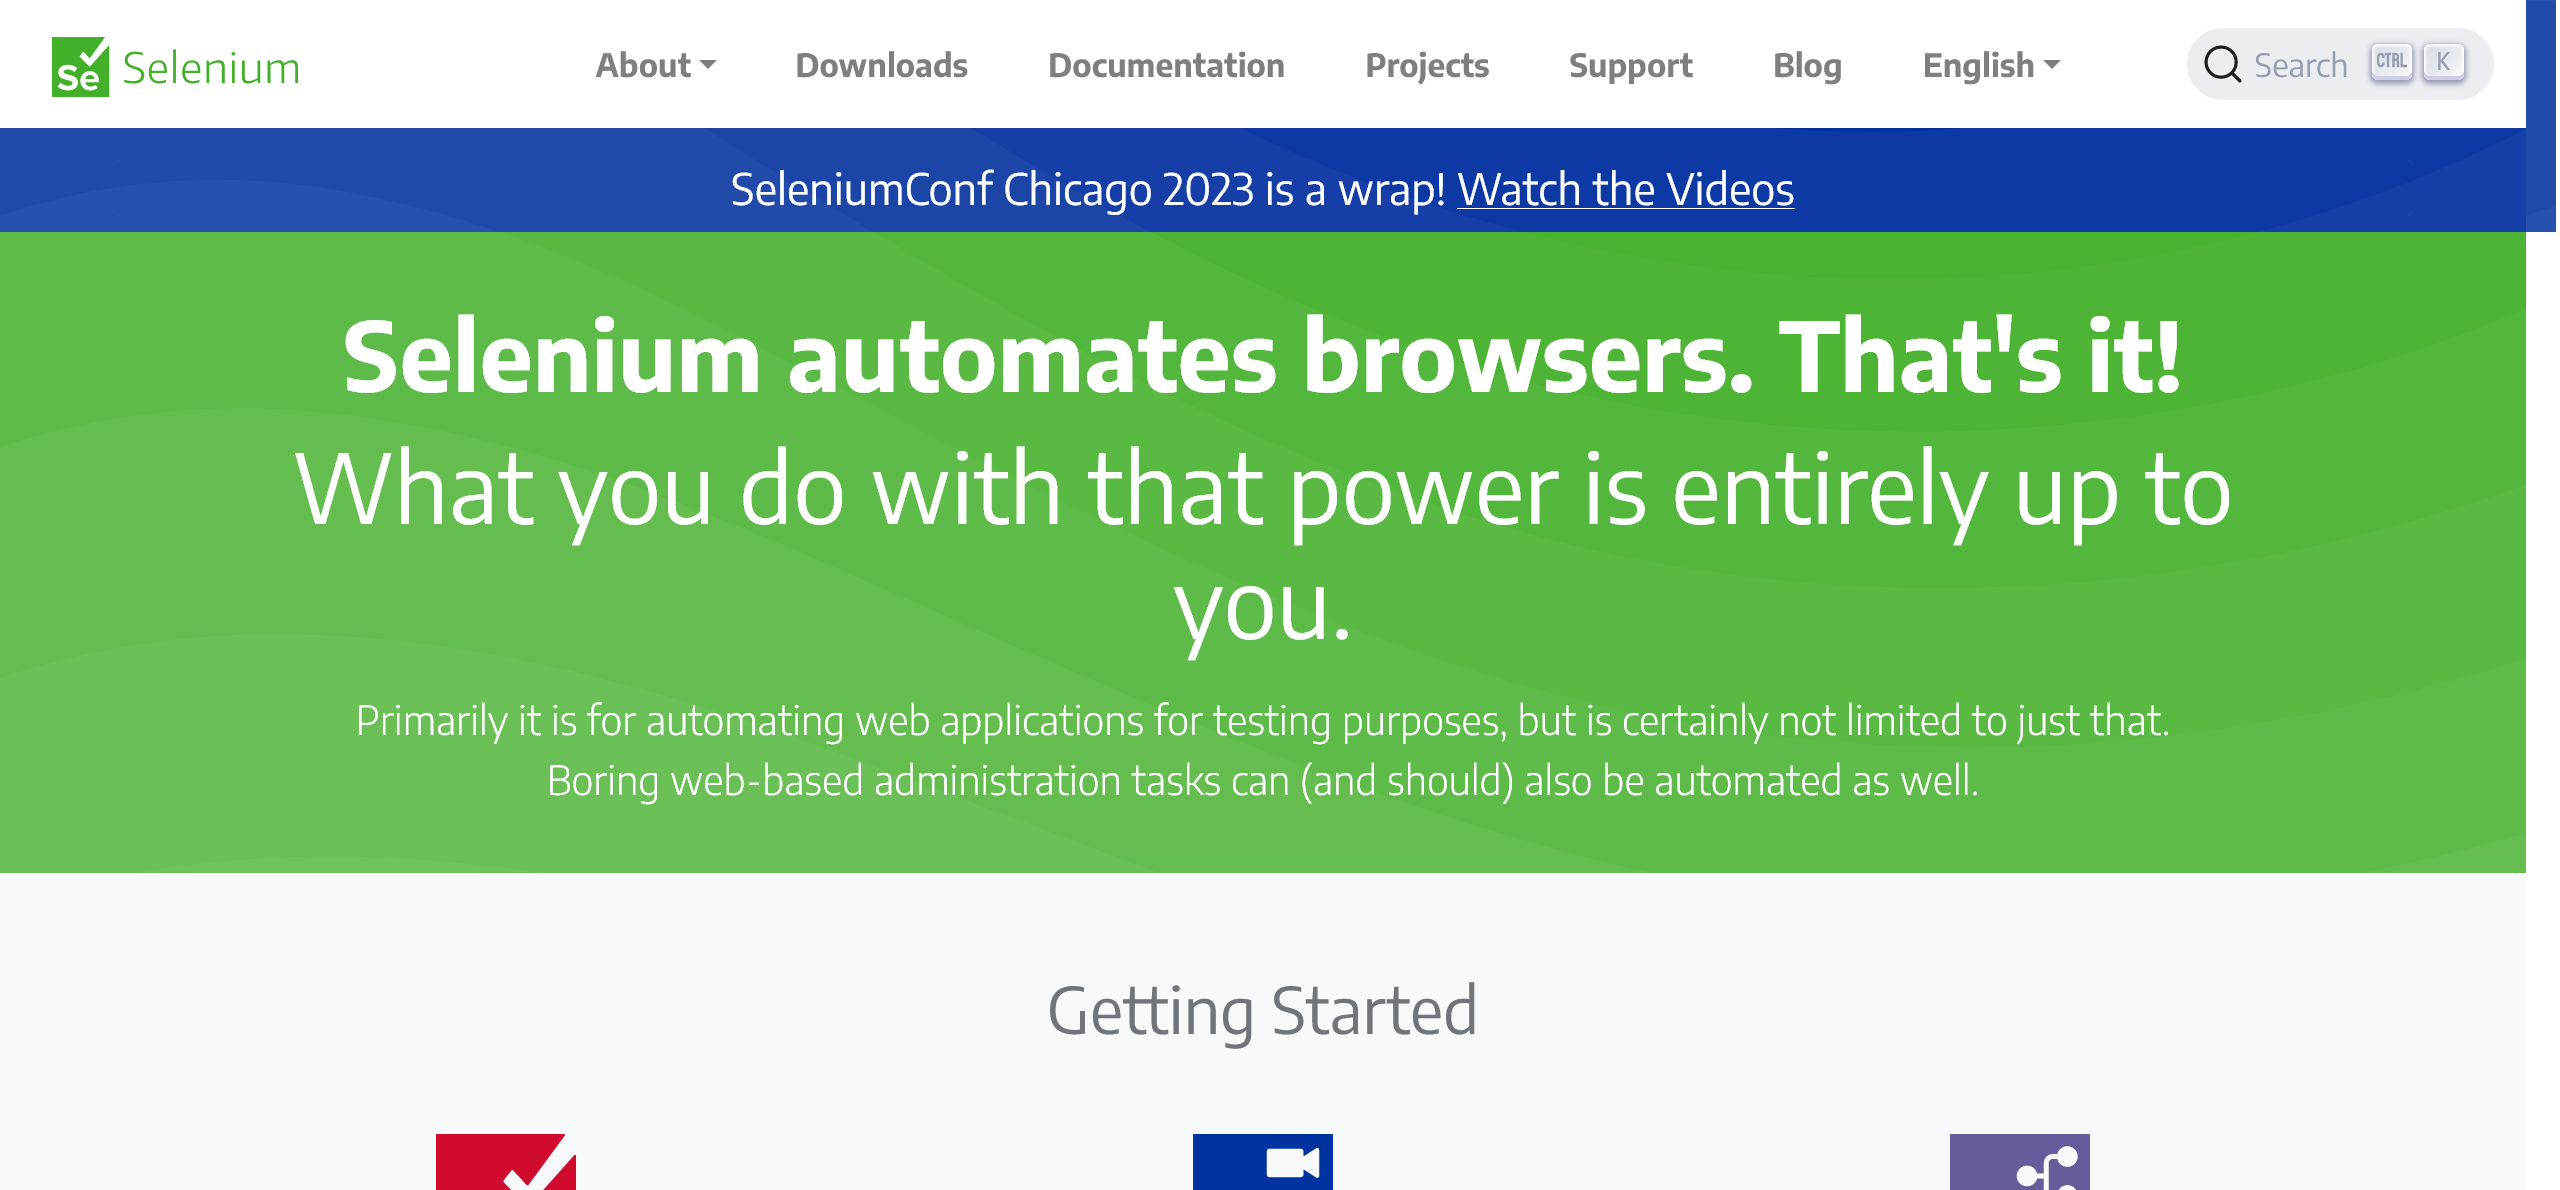 Se Selenium
About Downloads Documentation Projects Support Blog English Search CTRL K
SeleniumConf Chicago 2023 is a wrap! Watch the Videos
Selenium automates browsers. That's it!
What you do with that power is entirely up to
you.
Primarily it is for automating web applications for testing purposes, but is certainly not limited to just that.
Boring web-based administration tasks can (and should) also be automated as well.
Getting Started